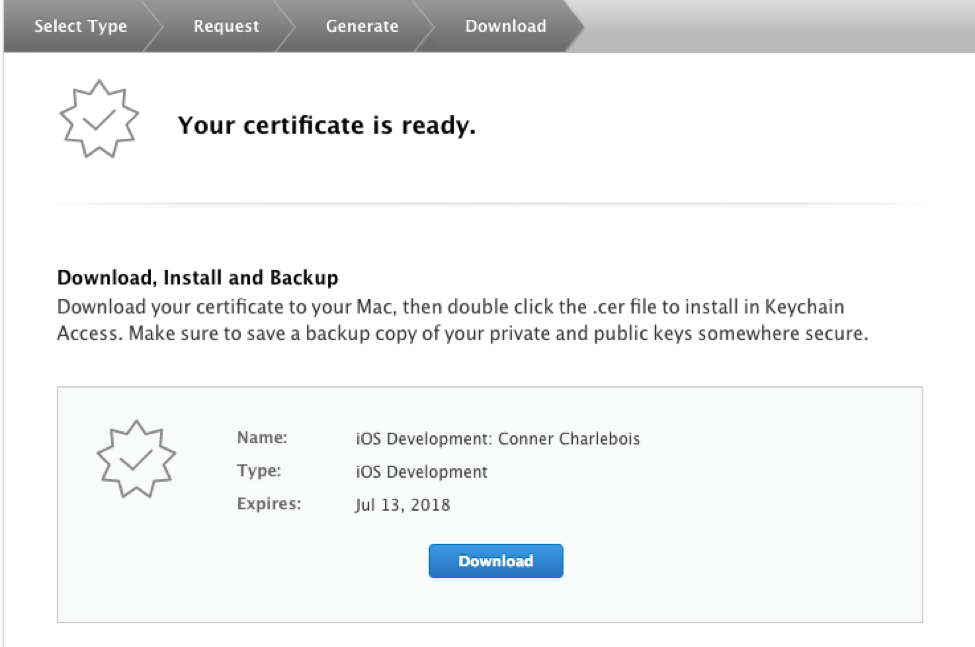 Select Type Request Generate Download
Your certificate is ready.
Download, Install and Backup
Download your certificate to your Mac, then double click the .cer file to install in Keychain
Access. Make sure to save a backup copy of your private and public keys somewhere secure.
Name: iOS Development: Conner Charlebois
Type: iOS Development
Expires: Jul 13, 2018
Download